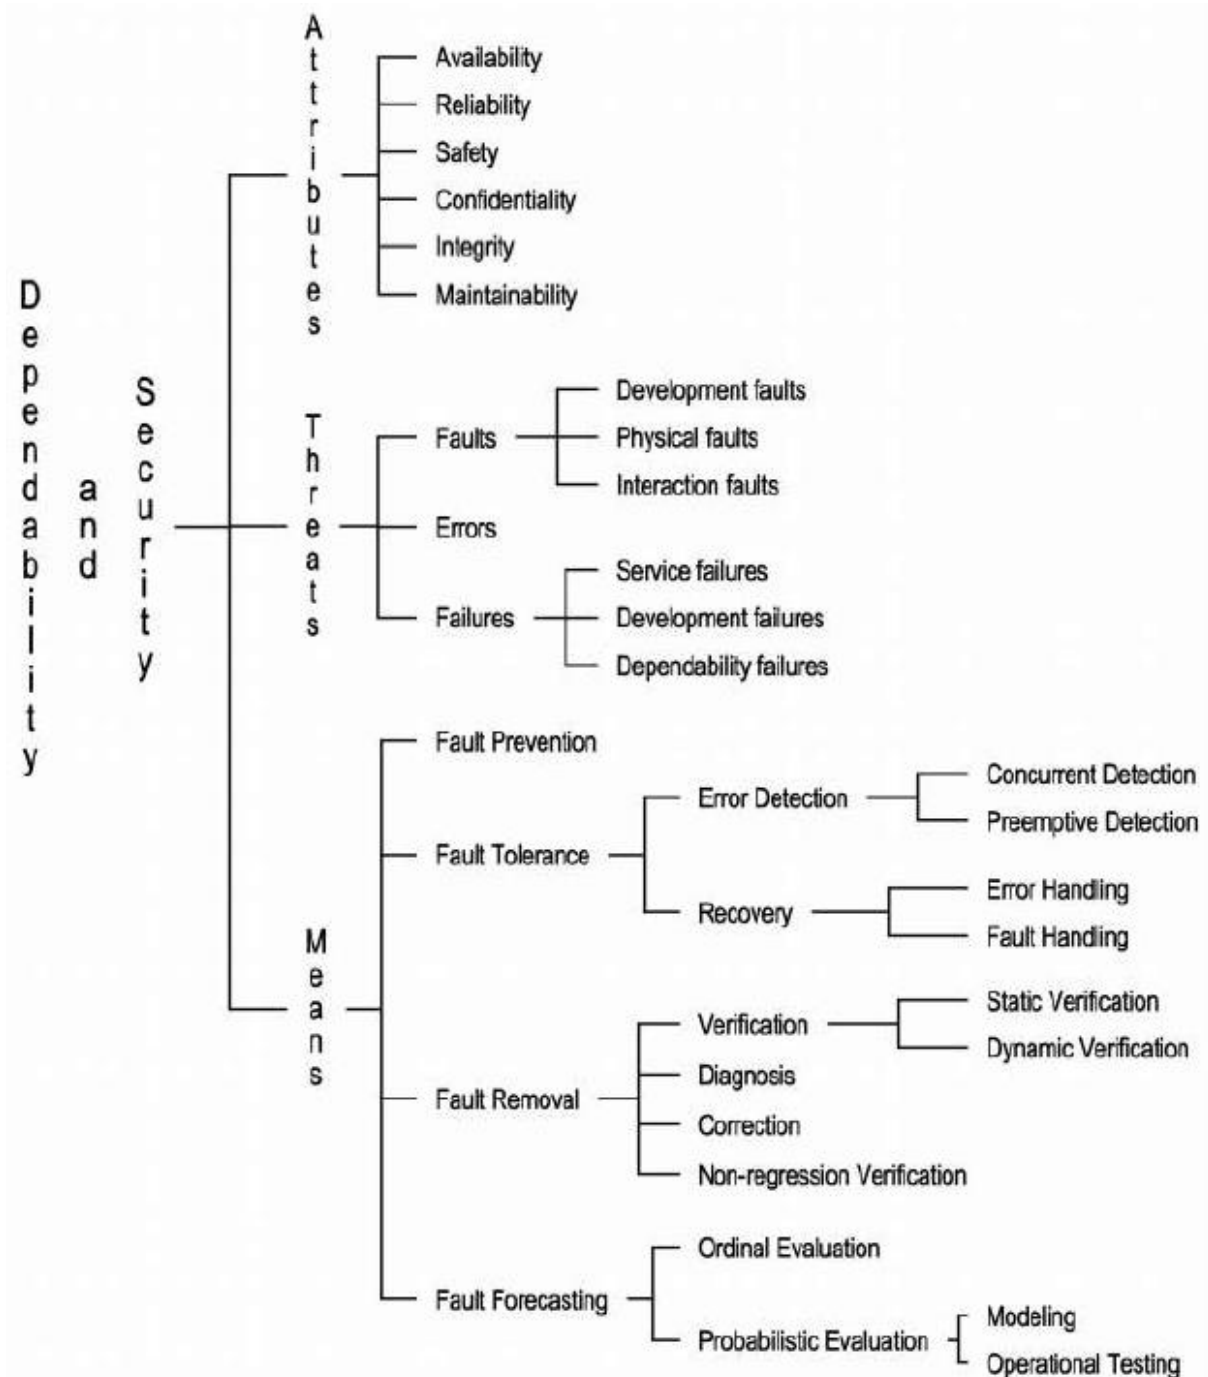 Dependability
and
Security
Attributes
Availability
Reliability
Safety
Confidentiality
Integrity
Maintainability
Threats
Faults
Development faults
Physical faults
Interaction faults
Errors
Failures
Service failures
Development failures
Dependability failures
Means
Fault Prevention
Fault Tolerance
Error Detection
Concurrent Detection
Preemptive Detection
Recovery
Error Handling
Fault Handling
Fault Removal
Verification
Static Verification
Dynamic Verification
Diagnosis
Correction
Non-regression Verification
Fault Forecasting
Ordinal Evaluation
Probabilistic Evaluation
Modeling
Operational Testing